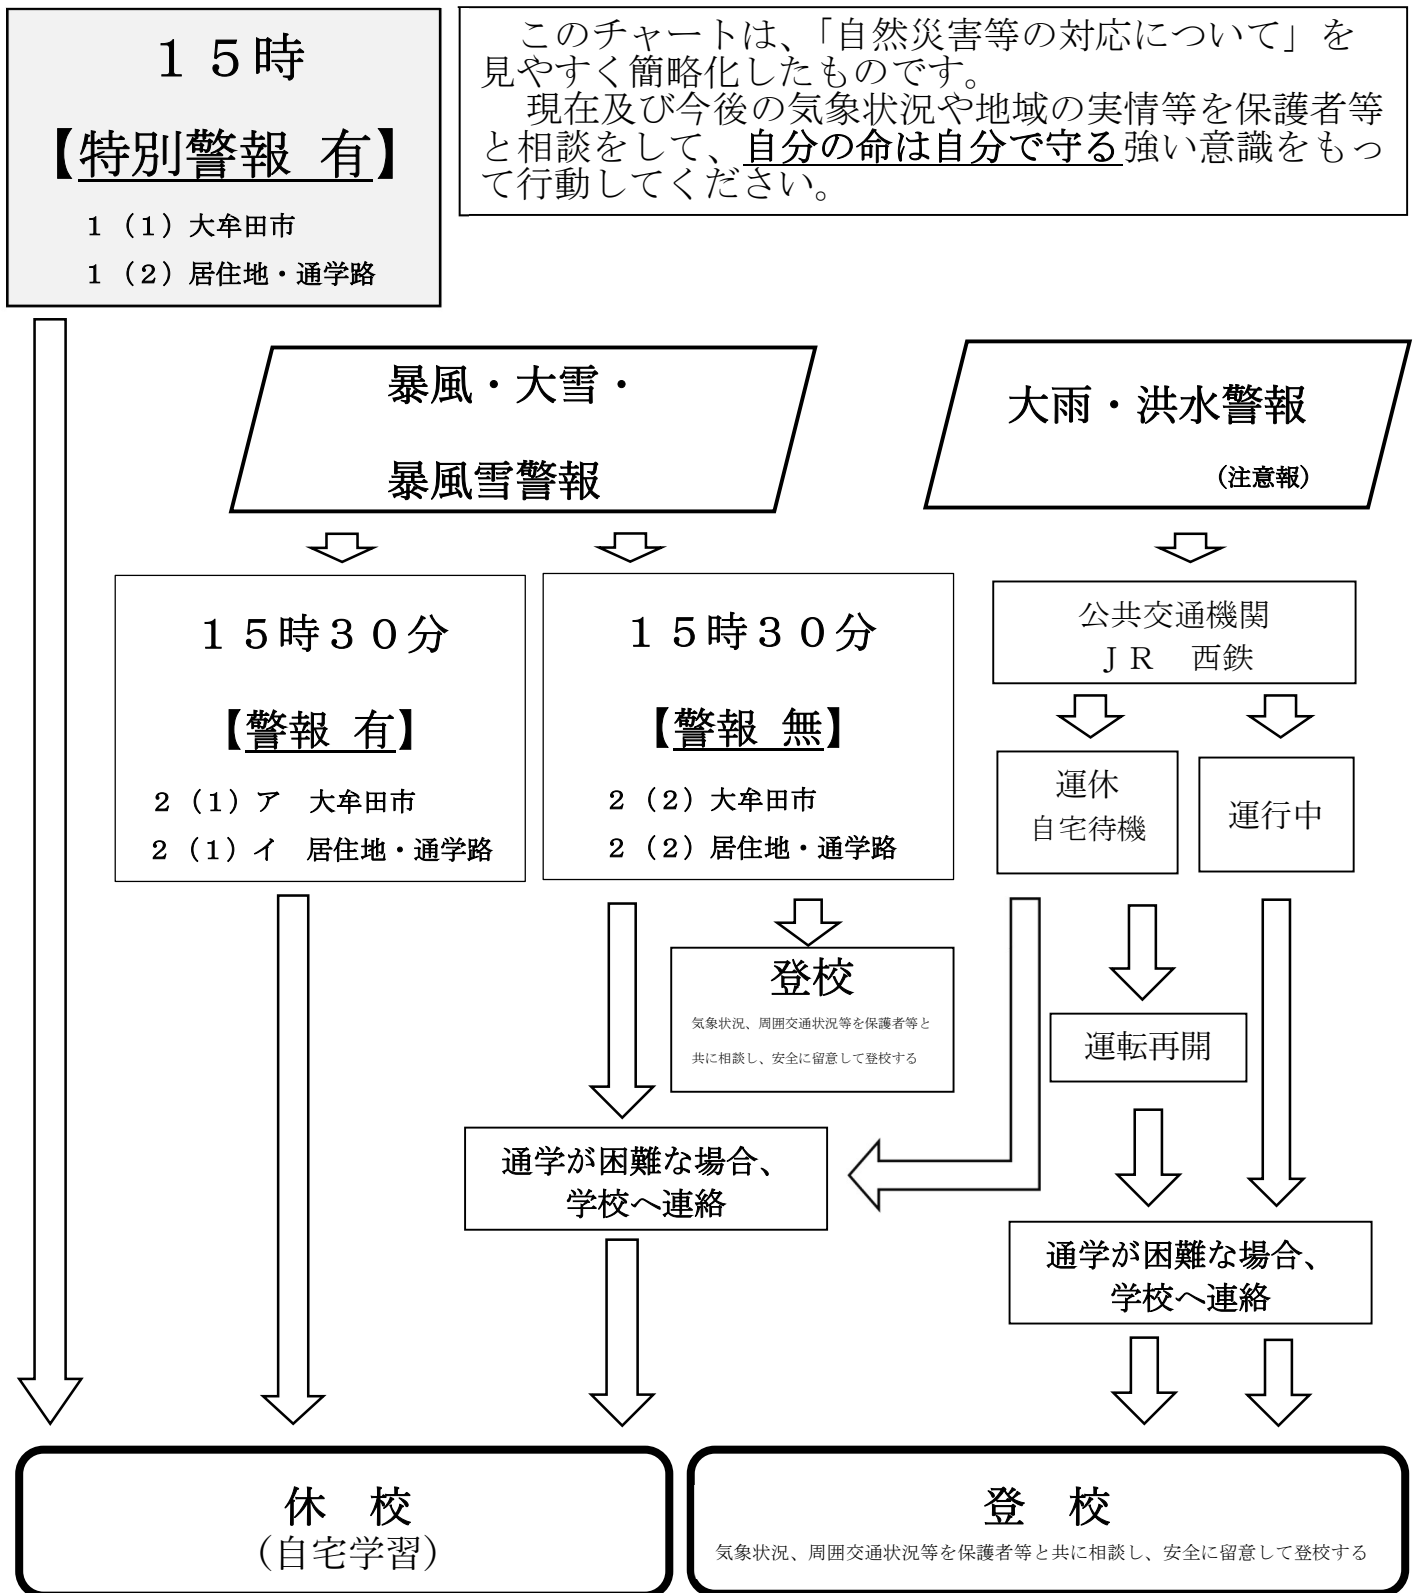 １５時
【特別警報 有】
１（１）大牟田市
１（２）居住地・通学路
このチャートは、「自然災害等の対応について」を
見やすく簡略化したものです。
現在及び今後の気象状況や地域の実情等を保護者等
と相談をして、自分の命は自分で守る強い意識をもっ
て行動してください。
暴風・大雪・
暴風雪警報
大雨・洪水警報
（注意報）
１５時３０分
【警報 有】
２（１）ア 大牟田市
２（１）イ 居住地・通学路
１５時３０分
【警報 無】
２（２）大牟田市
２（２）居住地・通学路
公共交通機関
ＪＲ 西鉄
運休
自宅待機
運行中
登校
気象状況、周囲交通状況等を保護者等と
共に相談し、安全に留意して登校する
運転再開
通学が困難な場合、
学校へ連絡
通学が困難な場合、
学校へ連絡
休 校
（自宅学習）
登 校
気象状況、周囲交通状況等を保護者等と共に相談し、安全に留意して登校する